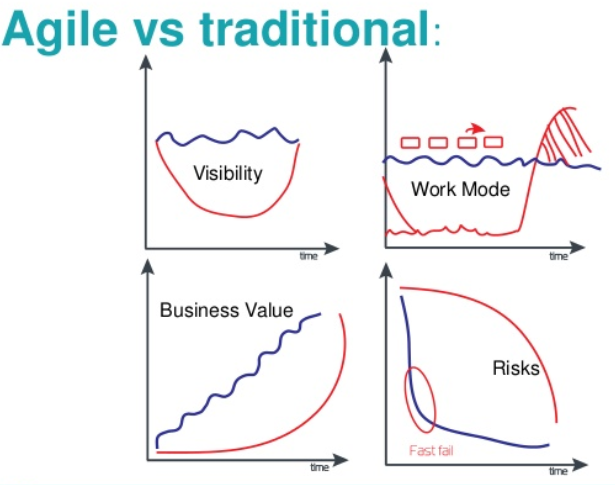 Agile vs traditional:
Visibility
time
Work Mode
time
Business Value
time
Risks
Fast fail
time